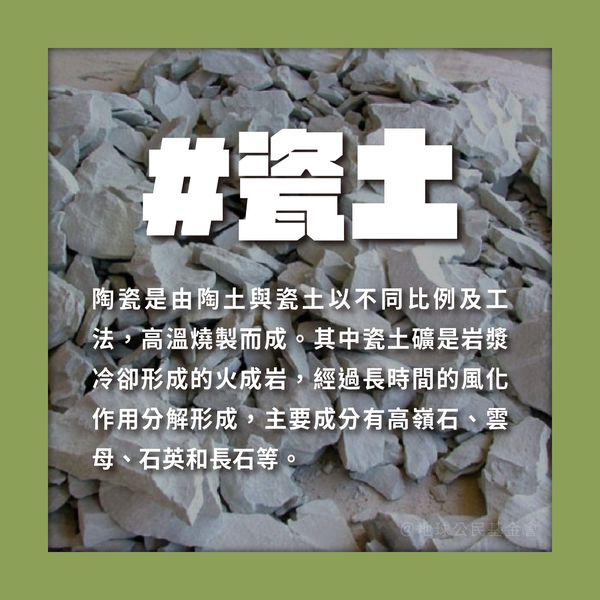 #瓷土
陶瓷是由陶土與瓷土以不同比例及工
法，高溫燒製而成。其中瓷土礦是岩漿
冷卻形成的火成岩，經過長時間的風化
作用分解形成，主要成分有高嶺石、雲
母、石英和長石等。
@地球公民基金會